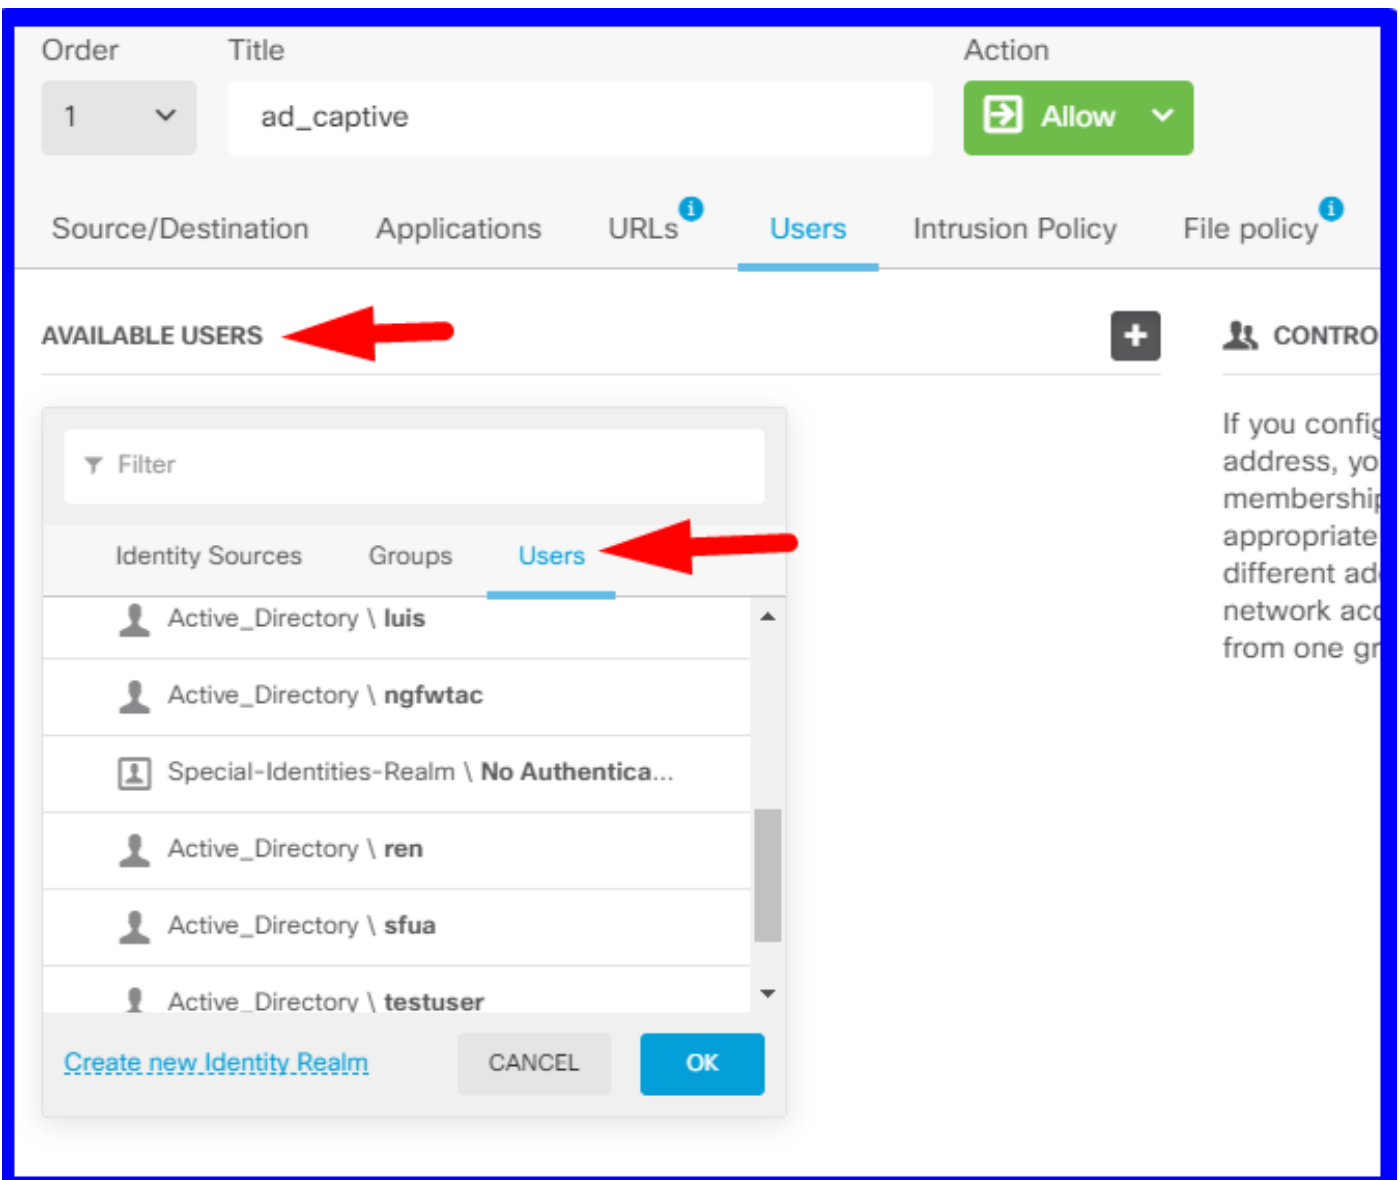 Order Title Action
1 ad_captive Allow
Source/Destination Applications URLs Users Intrusion Policy File policy
AVAILABLE USERS
CONTRO
Filter
Identity Sources Groups Users
Active_Directory \ luis
Active_Directory \ ngfwtac
Special-Identities-Realm \ No Authentica...
Active_Directory \ ren
Active_Directory \ sfua
Active_Directory \ testuser
Create new Identity Realm CANCEL OK
If you config
address, yo
membership
appropriate
different ad
network acc
from one gr